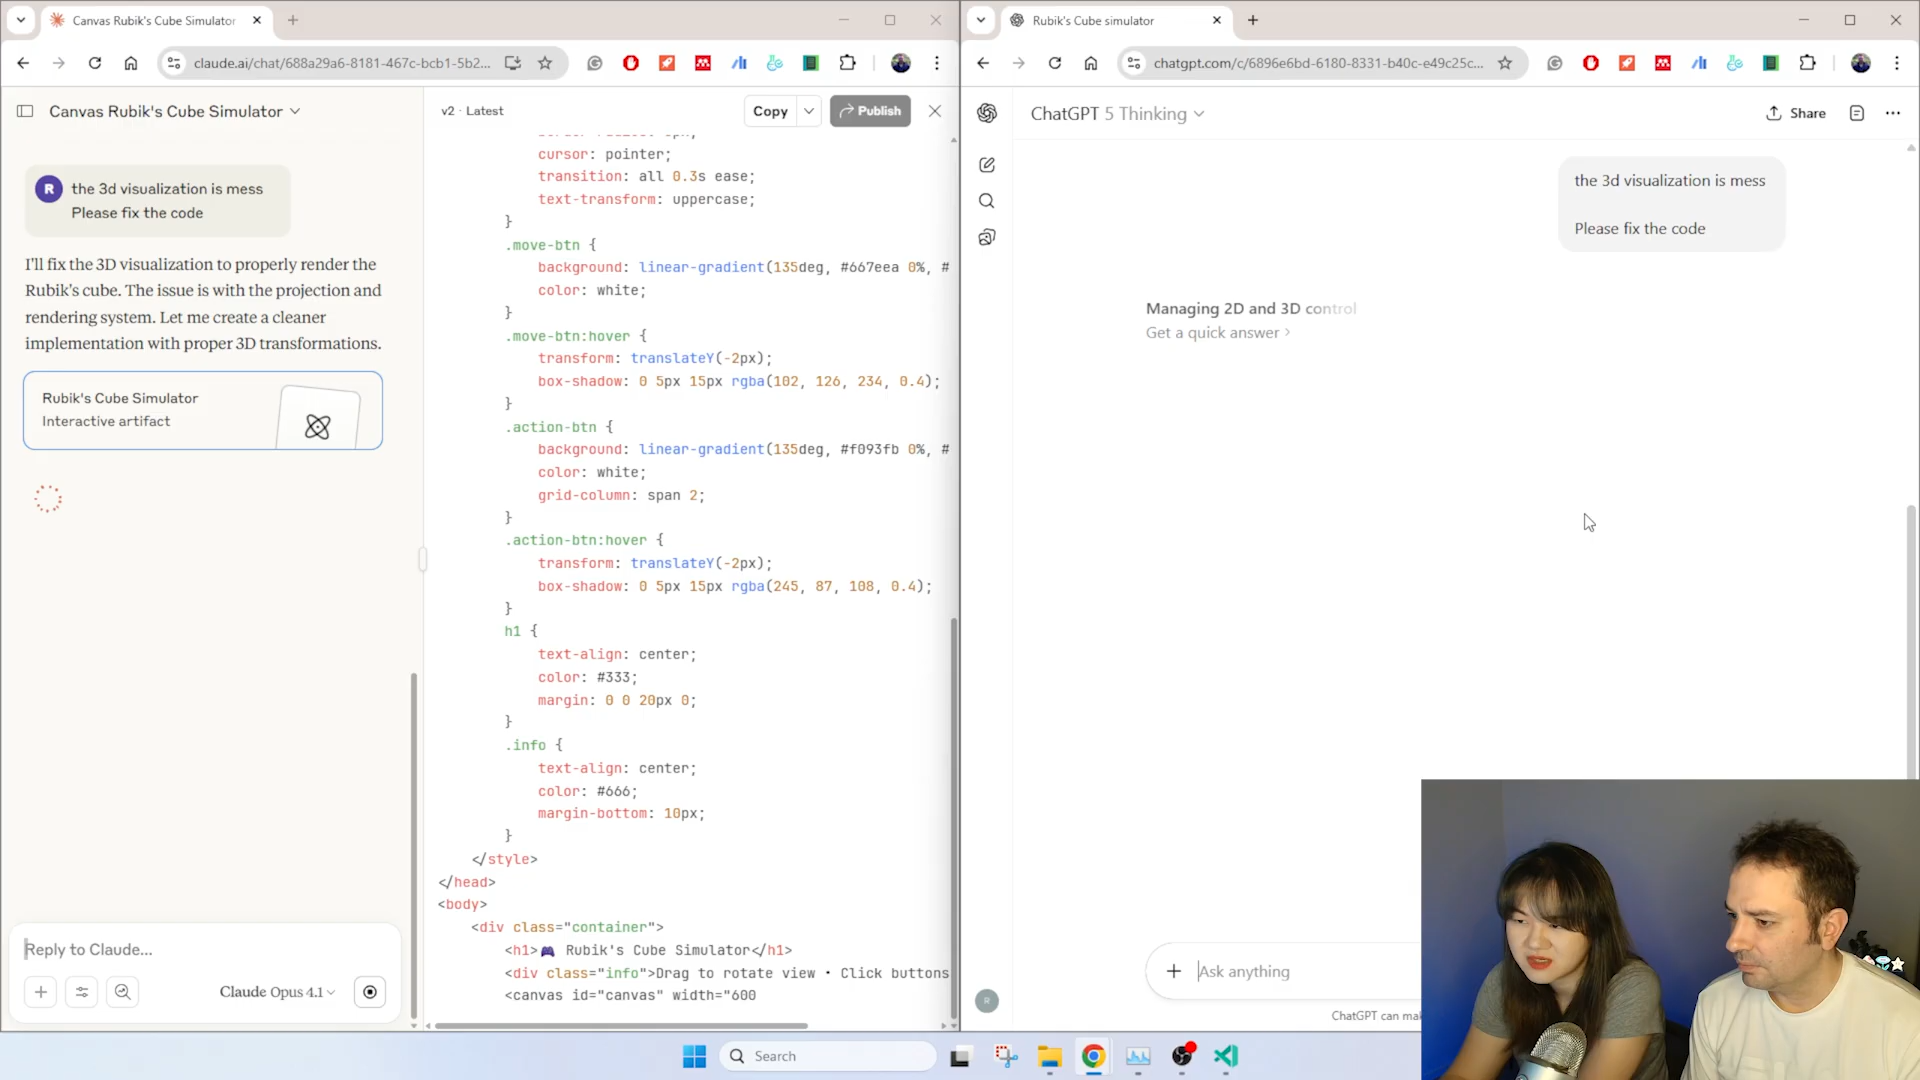 Canvas Rubik's Cube Simulator
claude.ai/chat/688a29a6-8181-467c-bcb1-5b2...
Canvas Rubik's Cube Simulator
R
the 3d visualization is mess
Please fix the code
I'll fix the 3D visualization to properly render the
Rubik's cube. The issue is with the projection and
rendering system. Let me create a cleaner
implementation with proper 3D transformations.
Rubik's Cube Simulator
Interactive artifact
Reply to Claude...
Claude Opus 4.1
v2 · Latest
Copy
Publish
cursor: pointer;
transition: all 0.3s ease;
text-transform: uppercase;
}
.move-btn {
background: linear-gradient(135deg, #667eea 0%, #
color: white;
}
.move-btn:hover {
transform: translateY(-2px);
box-shadow: 0 5px 15px rgba(102, 126, 234, 0.4);
}
.action-btn {
background: linear-gradient(135deg, #f093fb 0%, #
color: white;
grid-column: span 2;
}
.action-btn:hover {
transform: translateY(-2px);
box-shadow: 0 5px 15px rgba(245, 87, 108, 0.4);
}
h1 {
text-align: center;
color: #333;
margin: 0 0 20px 0;
}
.info {
text-align: center;
color: #666;
margin-bottom: 10px;
}
</style>
</head>
<body>
<div class="container">
<h1>🎮 Rubik's Cube Simulator</h1>
<div class="info">Drag to rotate view • Click buttons
<canvas id="canvas" width="600
Rubik's Cube simulator
chatgpt.com/c/6896e6bd-6180-8331-b40c-e49c25c...
ChatGPT 5 Thinking
Share
the 3d visualization is mess
Please fix the code
Managing 2D and 3D control
Get a quick answer >
Ask anything
ChatGPT can
R
Search